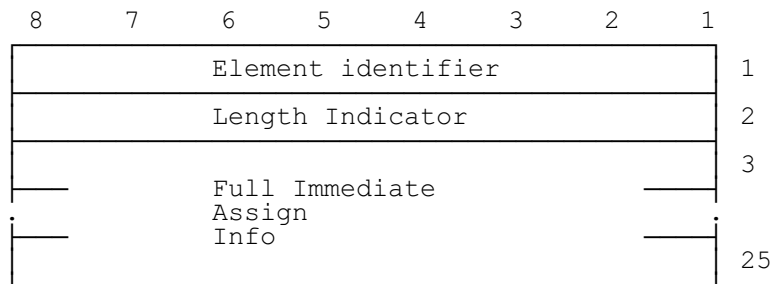 8 7 6 5 4 3 2 1
Element identifier 1
Length Indicator 2
3
Full Immediate
Assign
Info
25